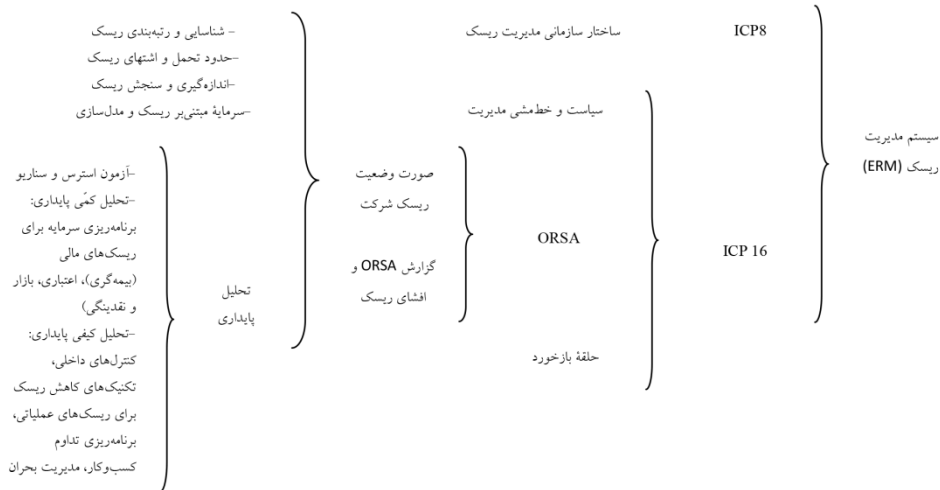 سیستم مدیریت
ریسک (ERM)
ICP8
ساختار سازمانی مدیریت ریسک
ICP 16
سیاست و خط‌مشی مدیریت
ORSA
حلقهٔ بازخورد
صورت وضعیت
ریسک شرکت
گزارش ORSA و
افشای ریسک
– شناسایی و رتبه‌بندی ریسک
–حدود تحمل و اشتهای ریسک
–اندازه‌گیری و سنجش ریسک
–سرمایهٔ مبتنی‌بر ریسک و مدل‌سازی
تحلیل
پایداری
–آزمون استرس و سناریو
–تحلیل کمّی پایداری:
برنامه‌ریزی سرمایه برای
ریسک‌های مالی
(بیمه‌گری)، اعتباری، بازار
و نقدینگی)
–تحلیل کیفی پایداری:
کنترل‌های داخلی،
تکنیک‌های کاهش ریسک
برای ریسک‌های عملیاتی،
برنامه‌ریزی تداوم
کسب‌وکار، مدیریت بحران